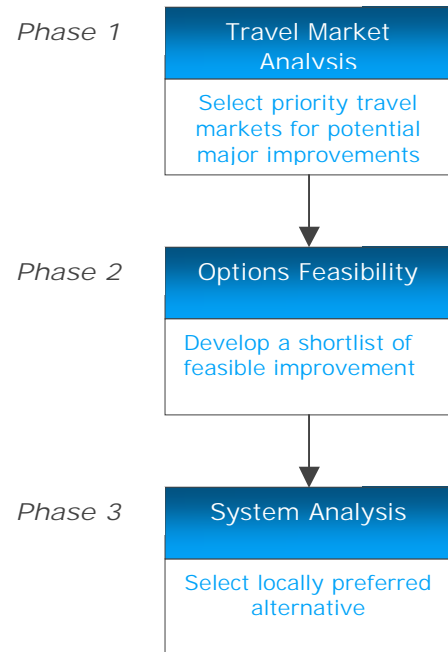 Phase 1
Travel Market
Analysis
Select priority travel
markets for potential
major improvements
Phase 2
Options Feasibility
Develop a shortlist of
feasible improvement
Phase 3
System Analysis
Select locally preferred
alternative